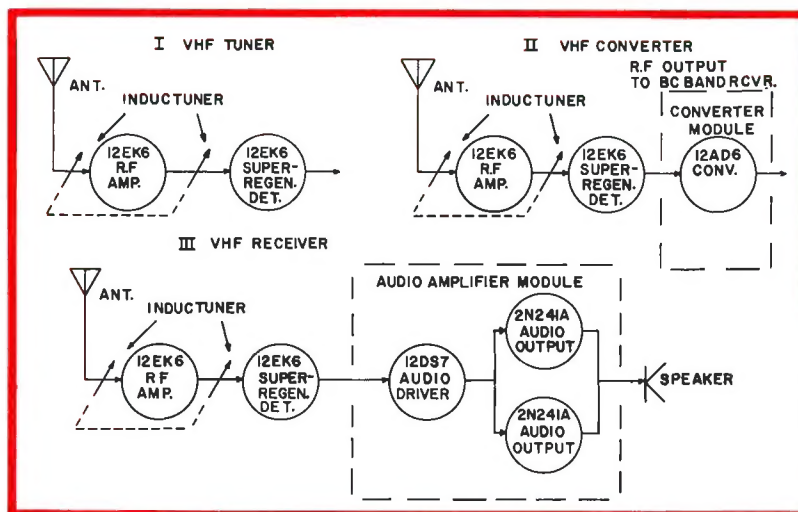 I VHF TUNER
ANT.
INDUCTUNER
12EK6
R.F
AMP.
12EK6
SUPER-
REGEN.
DET.
II VHF CONVERTER
R.F OUTPUT
TO BC BAND RCVR.
ANT.
INDUCTUNER
CONVERTER
MODULE
12EK6
R.F
AMP.
12EK6
SUPER-
REGEN.
DET.
12AD6
CONV.
III VHF RECEIVER
ANT.
INDUCTUNER
12EK6
R F
AMP.
12EK6
SUPER-
REGEN.
DET.
AUDIO AMPLIFIER MODULE
12DS7
AUDIO
DRIVER
2N241A
AUDIO
OUTPUT
2N241A
AUDIO
OUTPUT
SPEAKER